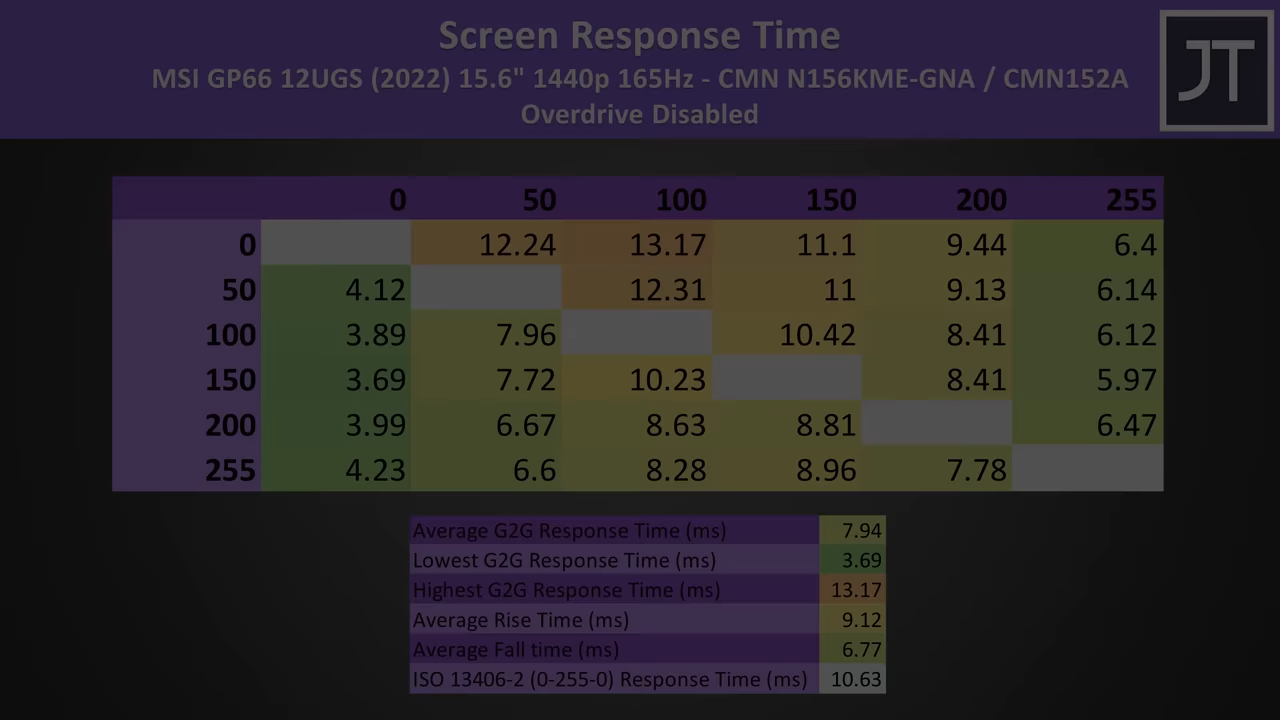 Screen Response Time
MSI GP66 12UGS (2022) 15.6" 1440p 165Hz - CMN N156KME-GNA / CMN152A
Overdrive Disabled
JT
0 50 100 150 200 255
0 12.24 13.17 11.1 9.44 6.4
50 4.12 12.31 11 9.13 6.14
100 3.89 7.96 10.42 8.41 6.12
150 3.69 7.72 10.23 8.41 5.97
200 3.99 6.67 8.63 8.81 6.47
255 4.23 6.6 8.28 8.96 7.78
Average G2G Response Time (ms) 7.94
Lowest G2G Response Time (ms) 3.69
Highest G2G Response Time (ms) 13.17
Average Rise Time (ms) 9.12
Average Fall time (ms) 6.77
ISO 13406-2 (0-255-0) Response Time (ms) 10.63